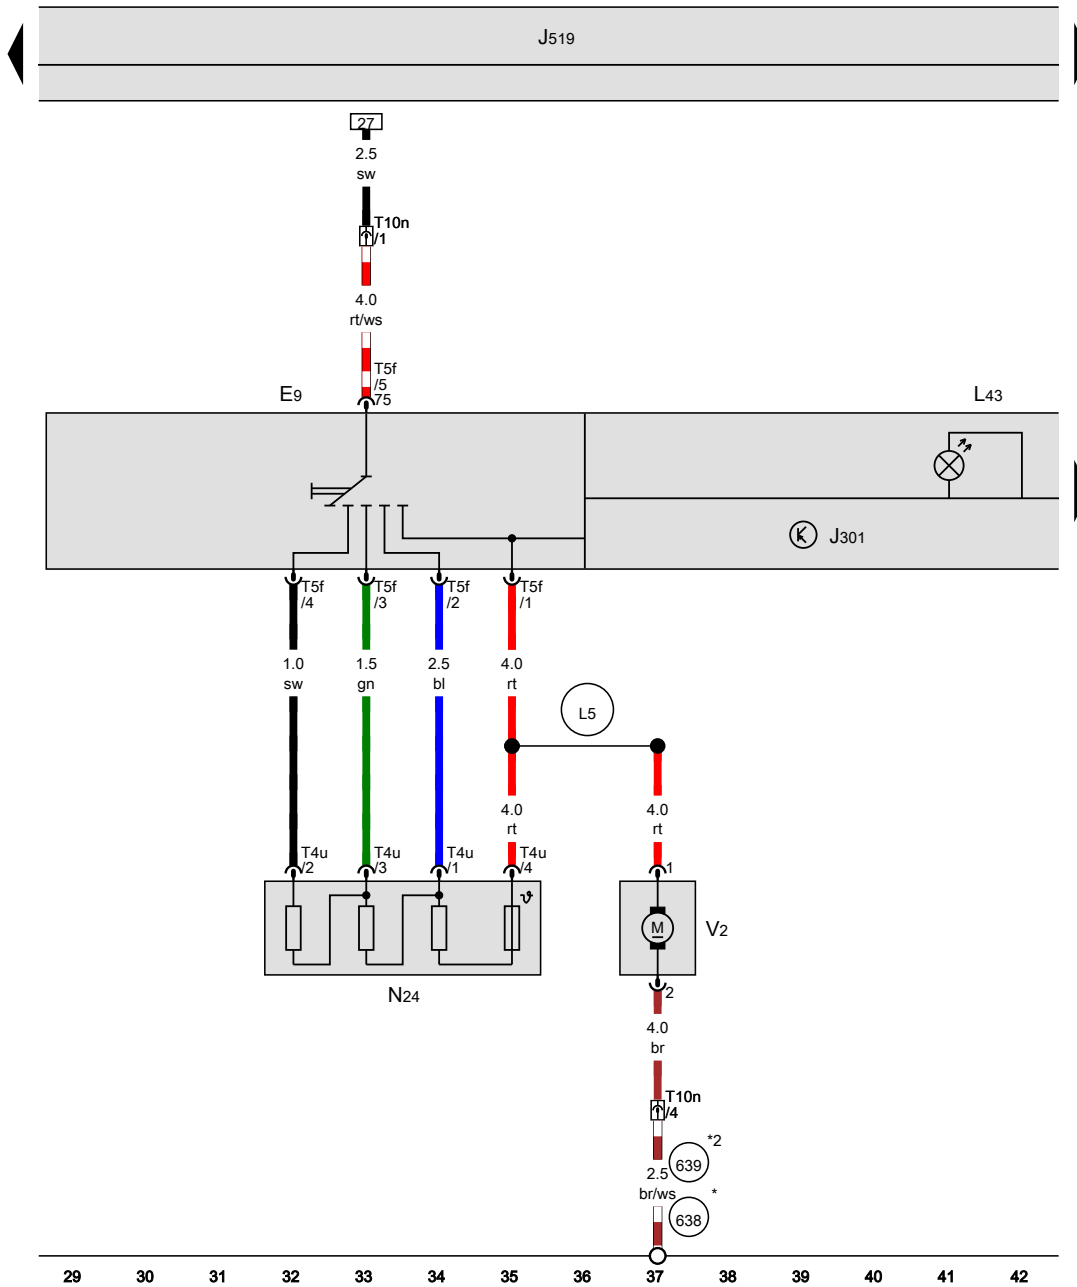 J519
27
2.5
sw
T10n
/1
4.0
rt/ws
T5f
/5
75
E9
L43
J301
T5f
/4
T5f
/3
T5f
/2
T5f
/1
1.0
sw
1.5
gn
2.5
bl
4.0
rt
L5
4.0
rt
4.0
rt
T4u
/2
T4u
/3
T4u
/1
T4u
/4
1
ϑ
M
V2
N24
2
4.0
br
T10n
/4
*2
639
2.5
br/ws
*
638
29 30 31 32 33 34 35 36 37 38 39 40 41 42